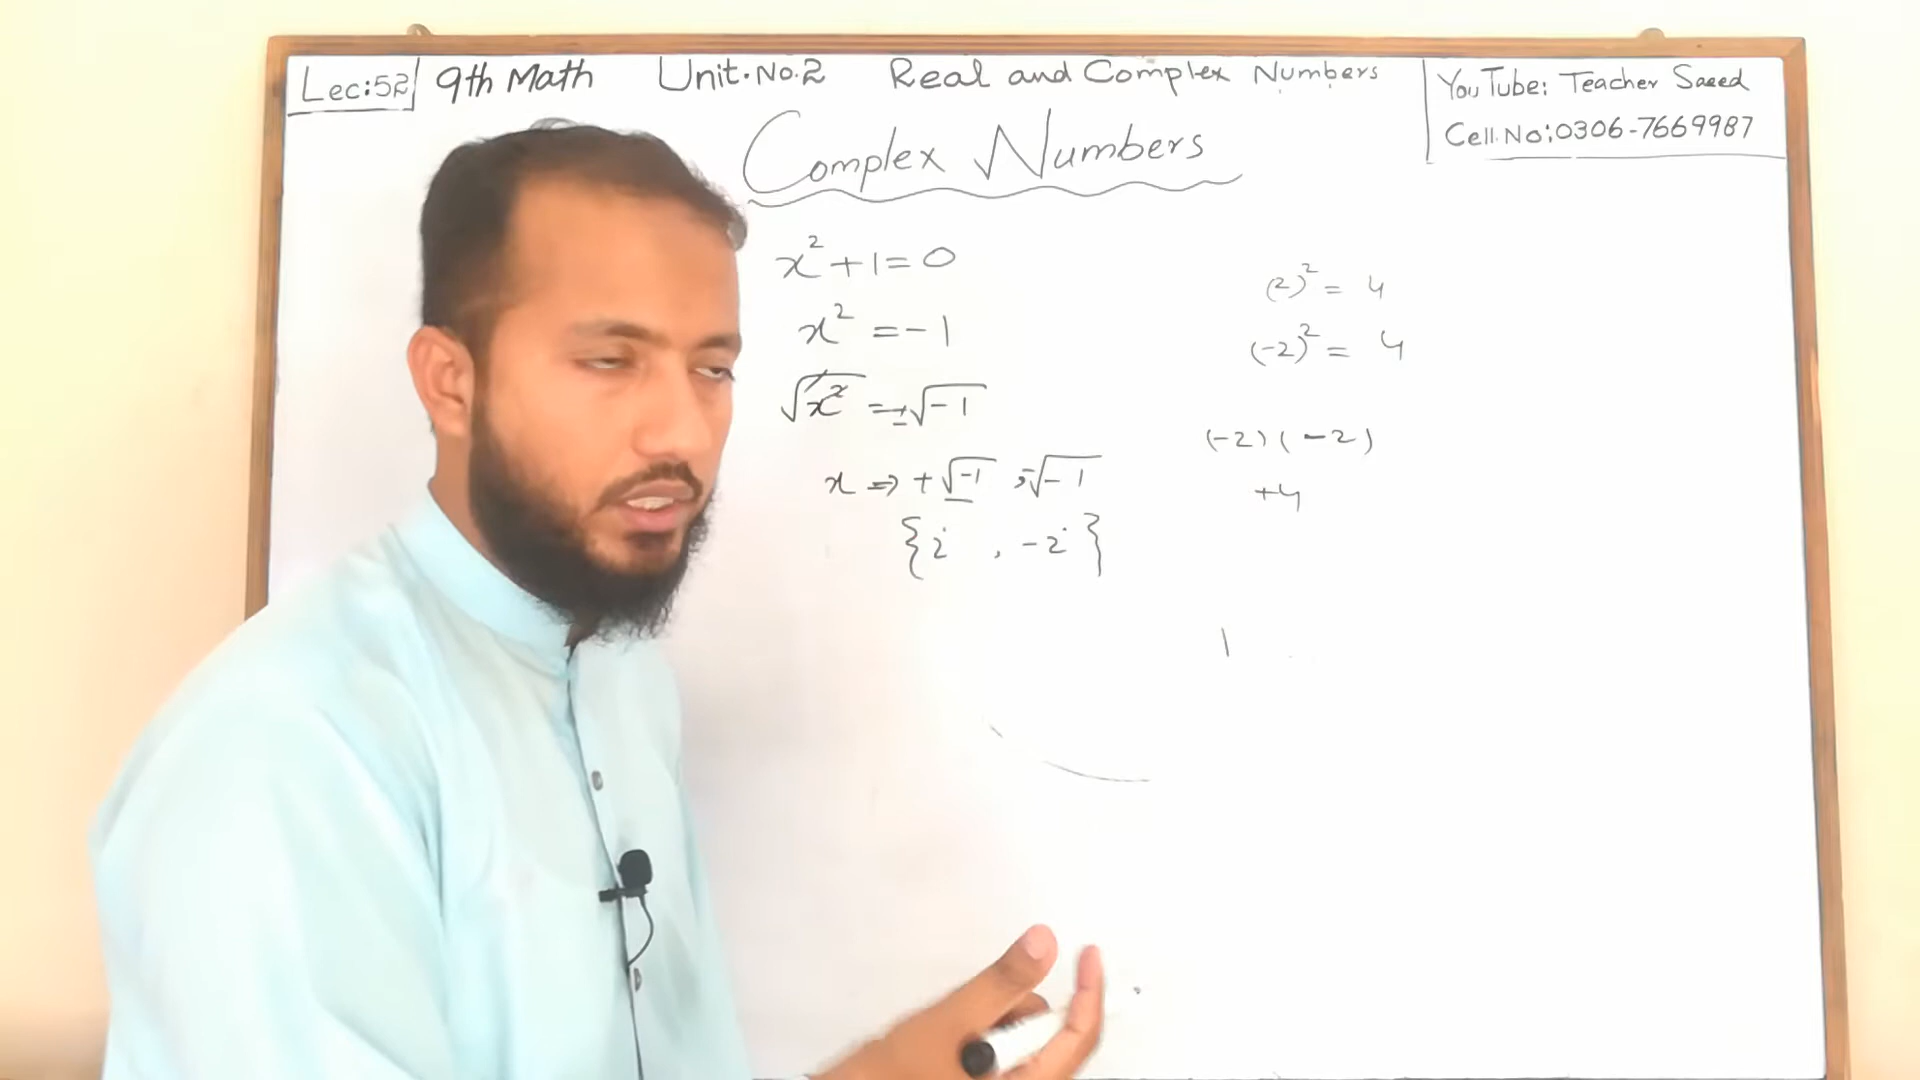 Lec:52 9th Math Unit.No.2 Real and Complex Numbers
YouTube: Teacher Saeed
Cell.No:0306-7669987
Complex Numbers
x²+1=0
x² =-1
√x² =±√-1
x => +√-1 , -√-1
{i , -i}
(2)² = 4
(-2)² = 4
(-2)(-2)
+4
1